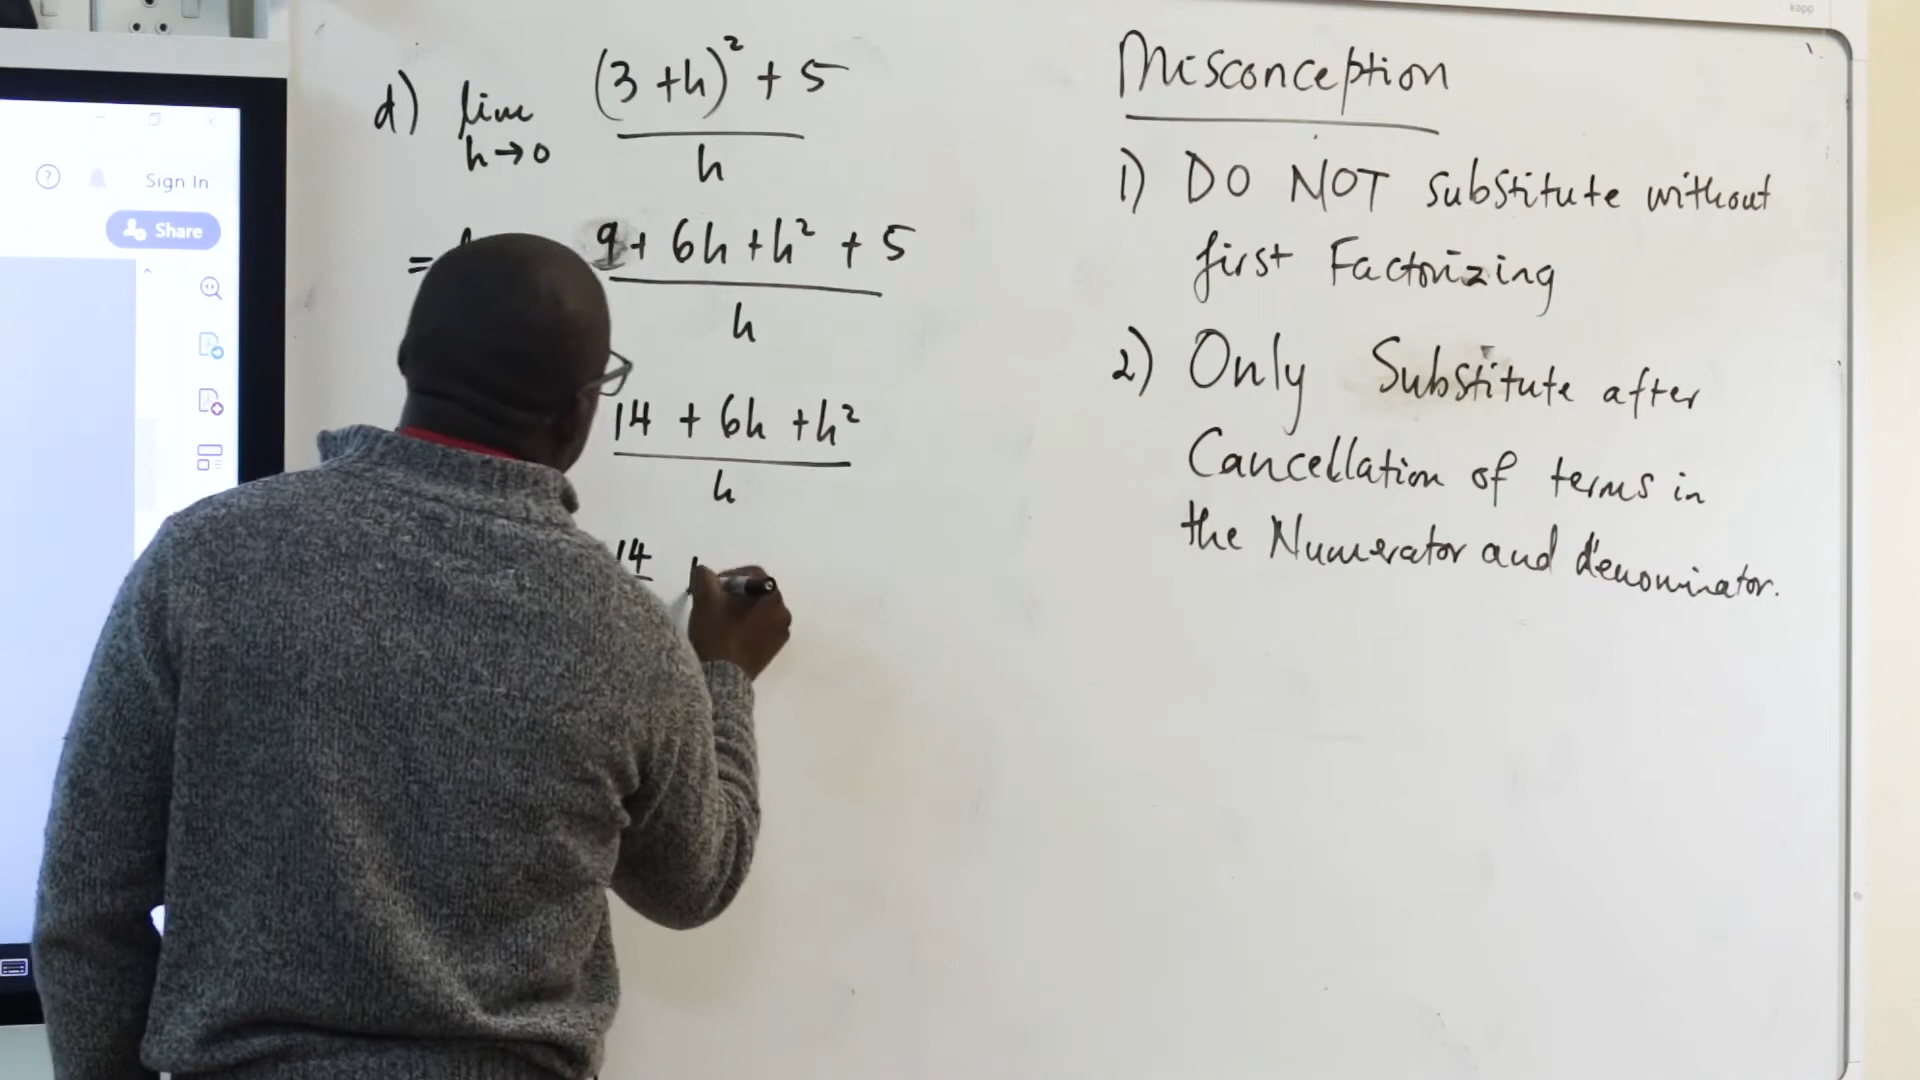 kapp
Sign In
Share
d) lim (3 + h)² + 5
h→0 h
= 9 + 6h + h² + 5
h
14 + 6h + h²
h
14
Misconception
1) DO NOT substitute without
first Factorizing
2) Only Substitute after
Cancellation of terms in
the Numerator and denominator.